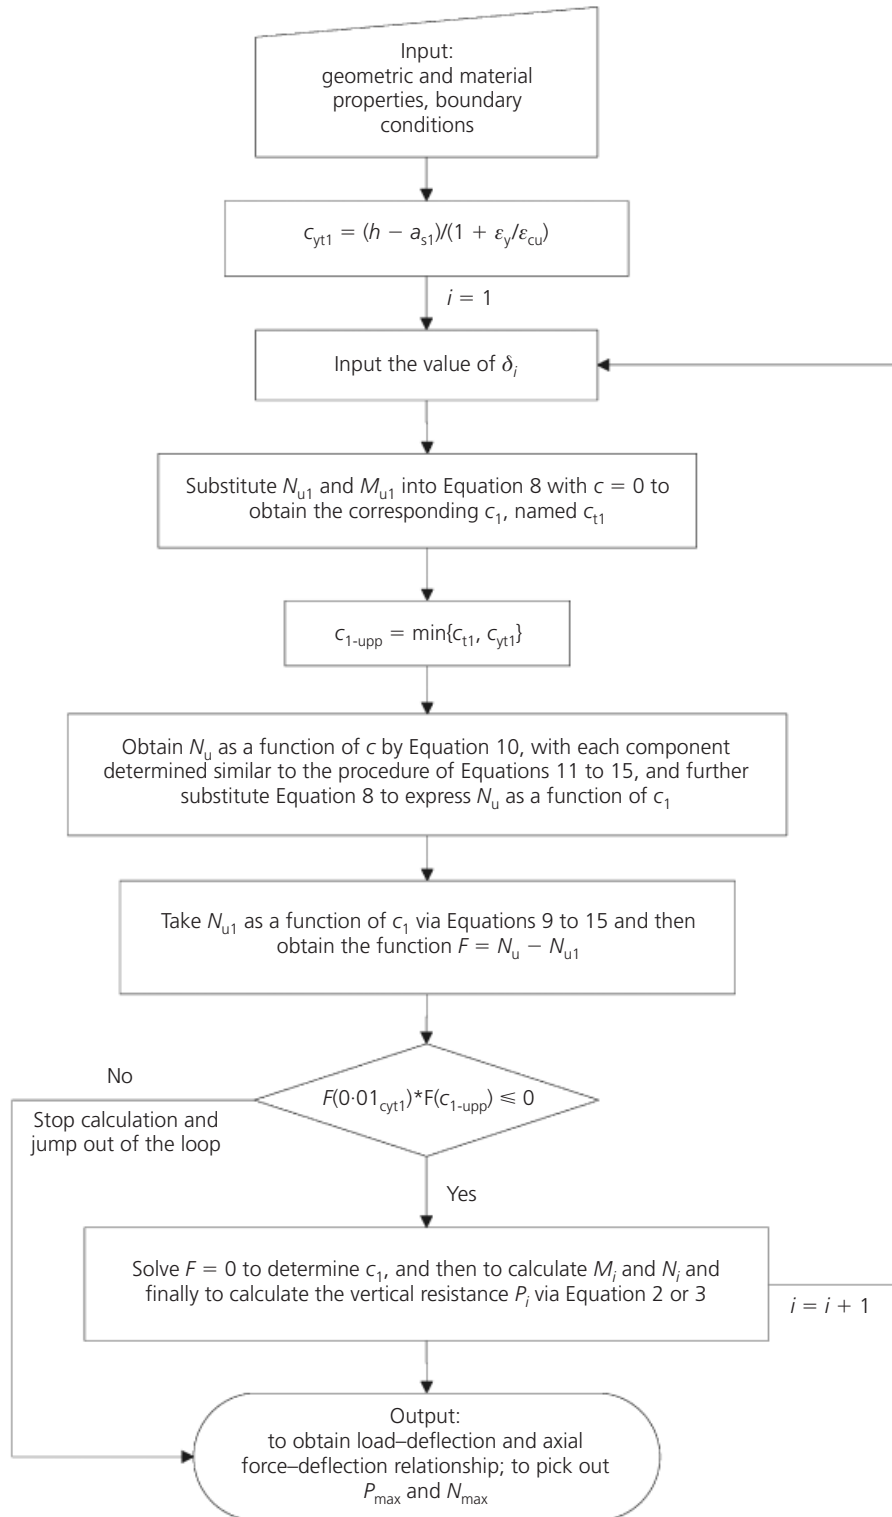 Input:
geometric and material
properties, boundary
conditions
c_yt1 = (h − a_s1)/(1 + ε_y/ε_cu)
i = 1
Input the value of δ_i
Substitute N_u1 and M_u1 into Equation 8 with c = 0 to
obtain the corresponding c_1, named c_t1
c_1-upp = min{c_t1, c_yt1}
Obtain N_u as a function of c by Equation 10, with each component
determined similar to the procedure of Equations 11 to 15, and further
substitute Equation 8 to express N_u as a function of c_1
Take N_u1 as a function of c_1 via Equations 9 to 15 and then
obtain the function F = N_u − N_u1
No
F(0·01_cyt1)*F(c_1-upp) ⩽ 0
Stop calculation and
jump out of the loop
Yes
Solve F = 0 to determine c_1, and then to calculate M_i and N_i and
finally to calculate the vertical resistance P_i via Equation 2 or 3
i = i + 1
Output:
to obtain load–deflection and axial
force–deflection relationship; to pick out
P_max and N_max